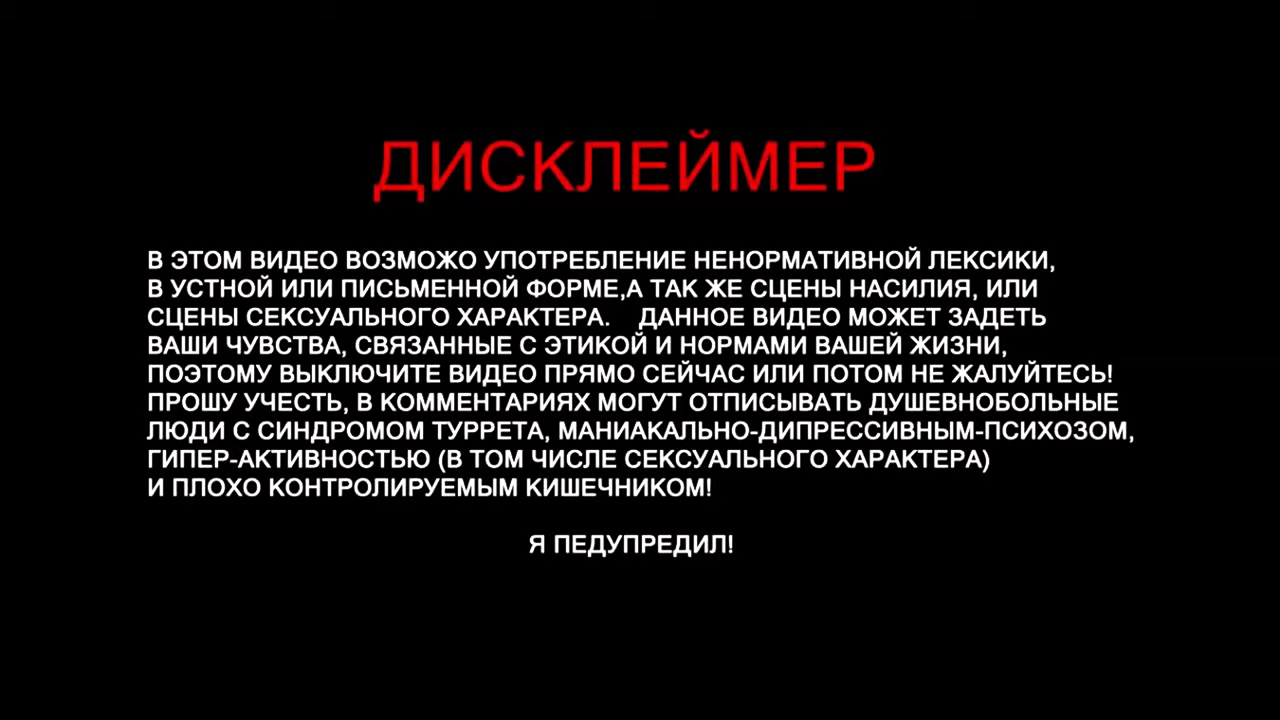 ДИСКЛЕЙМЕР
В ЭТОМ ВИДЕО ВОЗМОЖО УПОТРЕБЛЕНИЕ НЕНОРМАТИВНОЙ ЛЕКСИКИ,
В УСТНОЙ ИЛИ ПИСЬМЕННОЙ ФОРМЕ,А ТАК ЖЕ СЦЕНЫ НАСИЛИЯ, ИЛИ
СЦЕНЫ СЕКСУАЛЬНОГО ХАРАКТЕРА. ДАННОЕ ВИДЕО МОЖЕТ ЗАДЕТЬ
ВАШИ ЧУВСТВА, СВЯЗАННЫЕ С ЭТИКОЙ И НОРМАМИ ВАШЕЙ ЖИЗНИ,
ПОЭТОМУ ВЫКЛЮЧИТЕ ВИДЕО ПРЯМО СЕЙЧАС ИЛИ ПОТОМ НЕ ЖАЛУЙТЕСЬ!
ПРОШУ УЧЕСТЬ, В КОММЕНТАРИЯХ МОГУТ ОТПИСЫВАТЬ ДУШЕВНОБОЛЬНЫЕ
ЛЮДИ С СИНДРОМОМ ТУРРЕТА, МАНИАКАЛЬНО-ДИПРЕССИВНЫМ-ПСИХОЗОМ,
ГИПЕР-АКТИВНОСТЬЮ (В ТОМ ЧИСЛЕ СЕКСУАЛЬНОГО ХАРАКТЕРА)
И ПЛОХО КОНТРОЛИРУЕМЫМ КИШЕЧНИКОМ!
Я ПЕДУПРЕДИЛ!